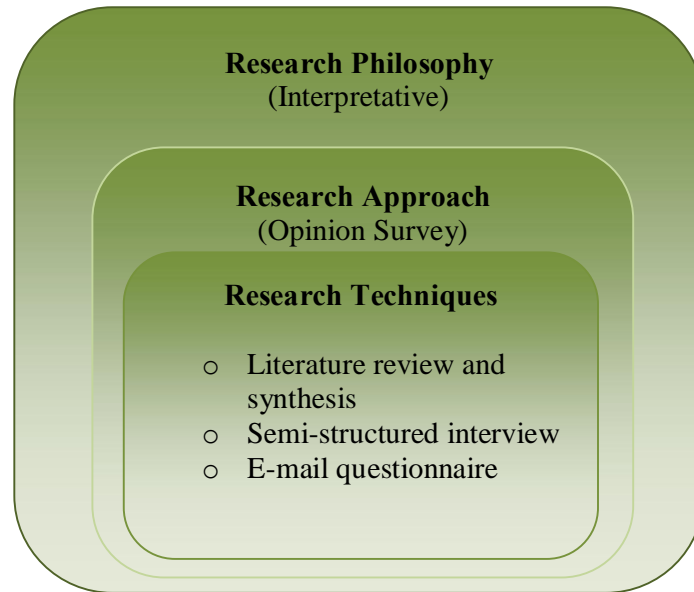 Research Philosophy
(Interpretative)
Research Approach
(Opinion Survey)
Research Techniques
o Literature review and
synthesis
o Semi-structured interview
o E-mail questionnaire